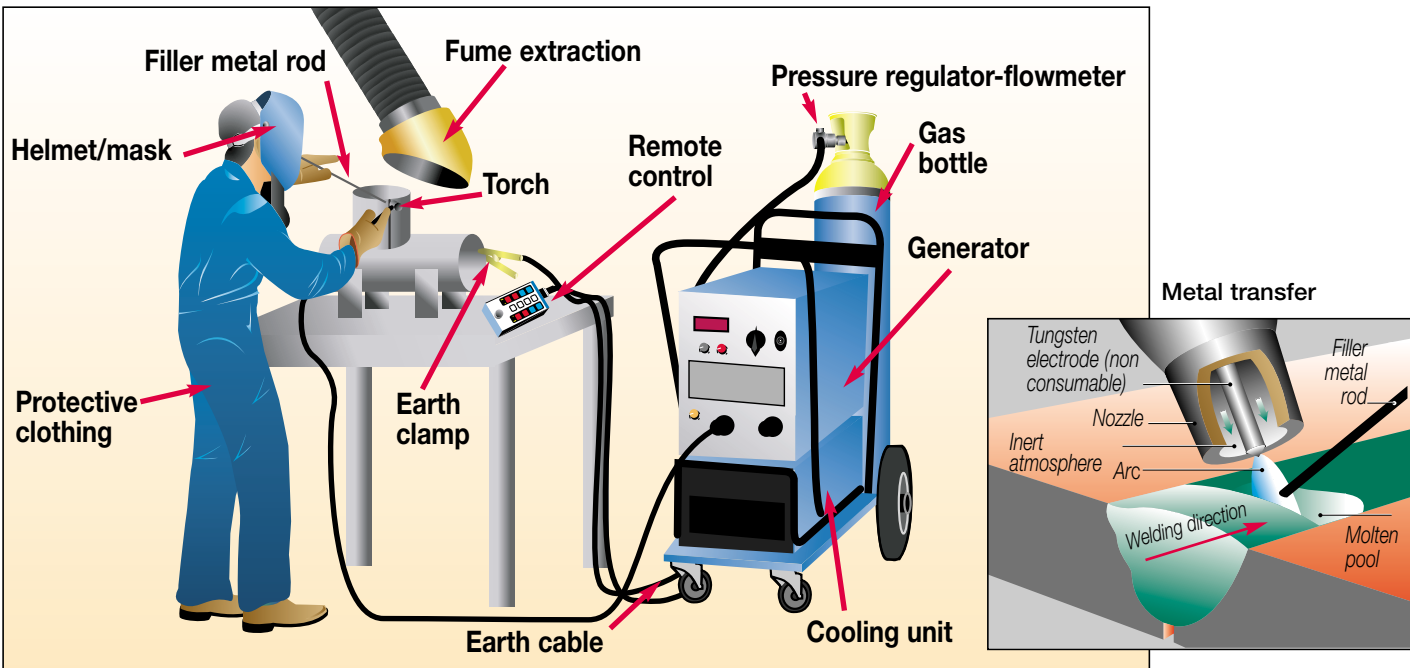 Filler metal rod
Fume extraction
Pressure regulator-flowmeter
Helmet/mask
Remote
control
Gas
bottle
Torch
Generator
Protective
clothing
Earth
clamp
Earth cable
Cooling unit
Metal transfer
Tungsten
electrode (non
consumable)
Filler
metal
rod
Nozzle
Inert
atmosphere
Arc
Welding direction
Molten
pool